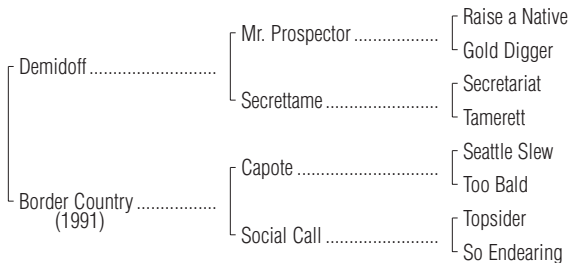 Raise a Native
Mr. Prospector ..................
Gold Digger
Demidoff ...........................
Secretariat
Secrettame ........................
Tamerett
Seattle Slew
Capote ..............................
Too Bald
Border Country .................
(1991)
Topsider
Social Call ........................
So Endearing